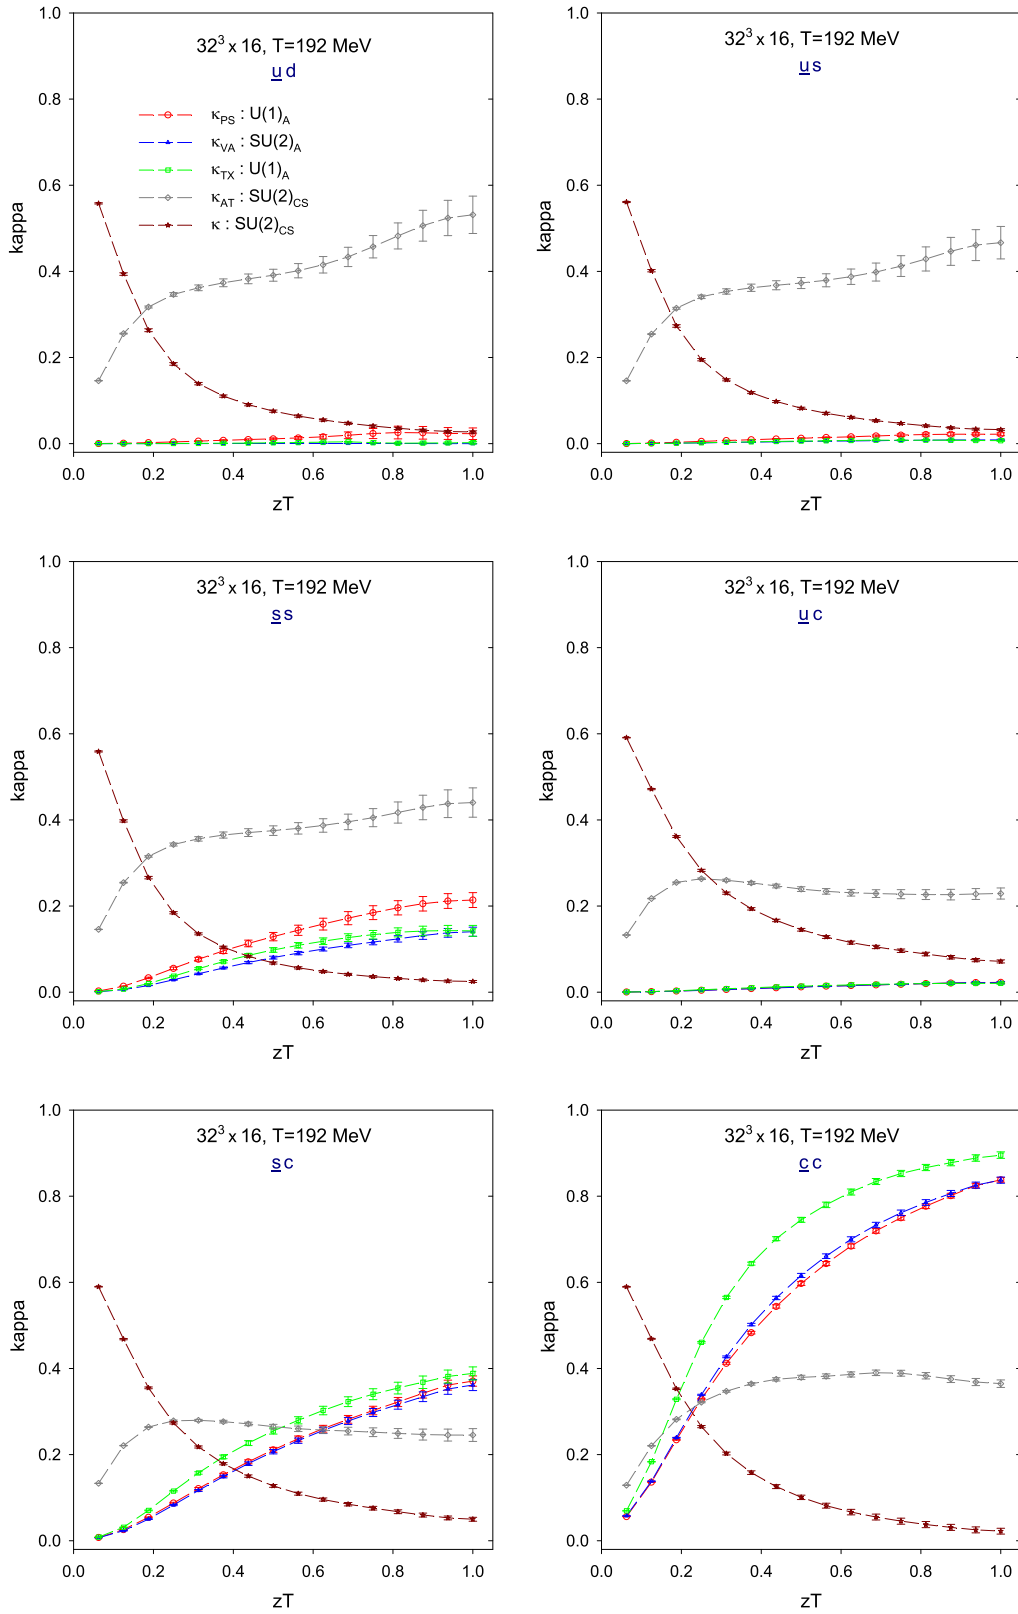 32³ x 16, T=192 MeV
u d
κPS : U(1)A
κVA : SU(2)A
κTX : U(1)A
κAT : SU(2)CS
κ : SU(2)CS
kappa
1.0
0.8
0.6
0.4
0.2
0.0
0.0 0.2 0.4 0.6 0.8 1.0
zT
32³ x 16, T=192 MeV
u s
kappa
1.0
0.8
0.6
0.4
0.2
0.0
0.0 0.2 0.4 0.6 0.8 1.0
zT
32³ x 16, T=192 MeV
s s
kappa
1.0
0.8
0.6
0.4
0.2
0.0
0.0 0.2 0.4 0.6 0.8 1.0
zT
32³ x 16, T=192 MeV
u c
kappa
1.0
0.8
0.6
0.4
0.2
0.0
0.0 0.2 0.4 0.6 0.8 1.0
zT
32³ x 16, T=192 MeV
s c
kappa
1.0
0.8
0.6
0.4
0.2
0.0
0.0 0.2 0.4 0.6 0.8 1.0
zT
32³ x 16, T=192 MeV
c c
kappa
1.0
0.8
0.6
0.4
0.2
0.0
0.0 0.2 0.4 0.6 0.8 1.0
zT